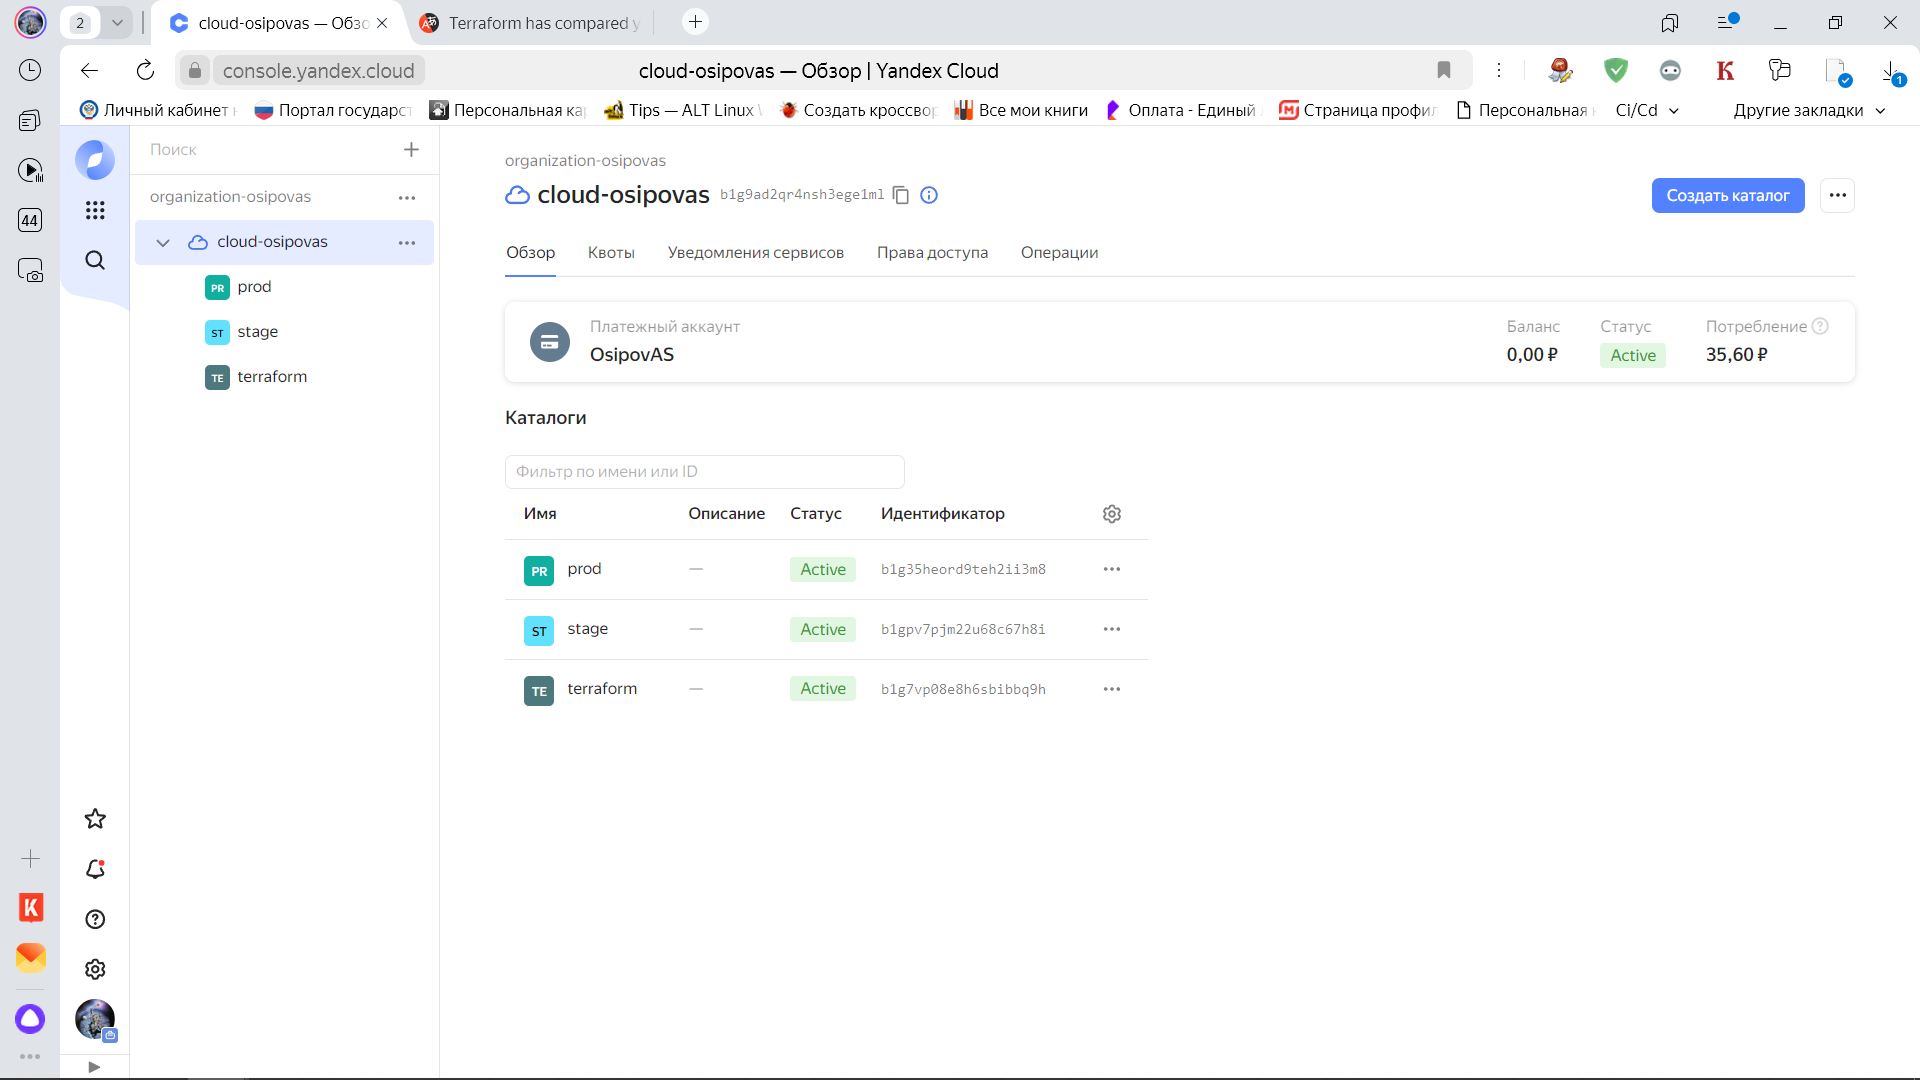 2
cloud-osipovas — Обзо
Terraform has compared y
console.yandex.cloud
cloud-osipovas — Обзор | Yandex Cloud
K
1
Личный кабинет
Портал государст
Персональная ка
Tips — ALT Linux
Создать кроссвор
Все мои книги
Оплата - Единый
Страница профил
Персональная
Ci/Cd
Другие закладки
44
Поиск
organization-osipovas
cloud-osipovas
PR prod
ST stage
TE terraform
organization-osipovas
cloud-osipovas b1g9ad2qr4nsh3ege1ml
Создать каталог
Обзор Квоты Уведомления сервисов Права доступа Операции
Платежный аккаунт
OsipovAS
Баланс
0,00 ₽
Статус
Active
Потребление ?
35,60 ₽
Каталоги
Фильтр по имени или ID
Имя Описание Статус Идентификатор
PR prod — Active b1g35heord9teh2ii3m8
ST stage — Active b1gpv7pjm22u68c67h8i
TE terraform — Active b1g7vp08e8h6sbibbq9h
K